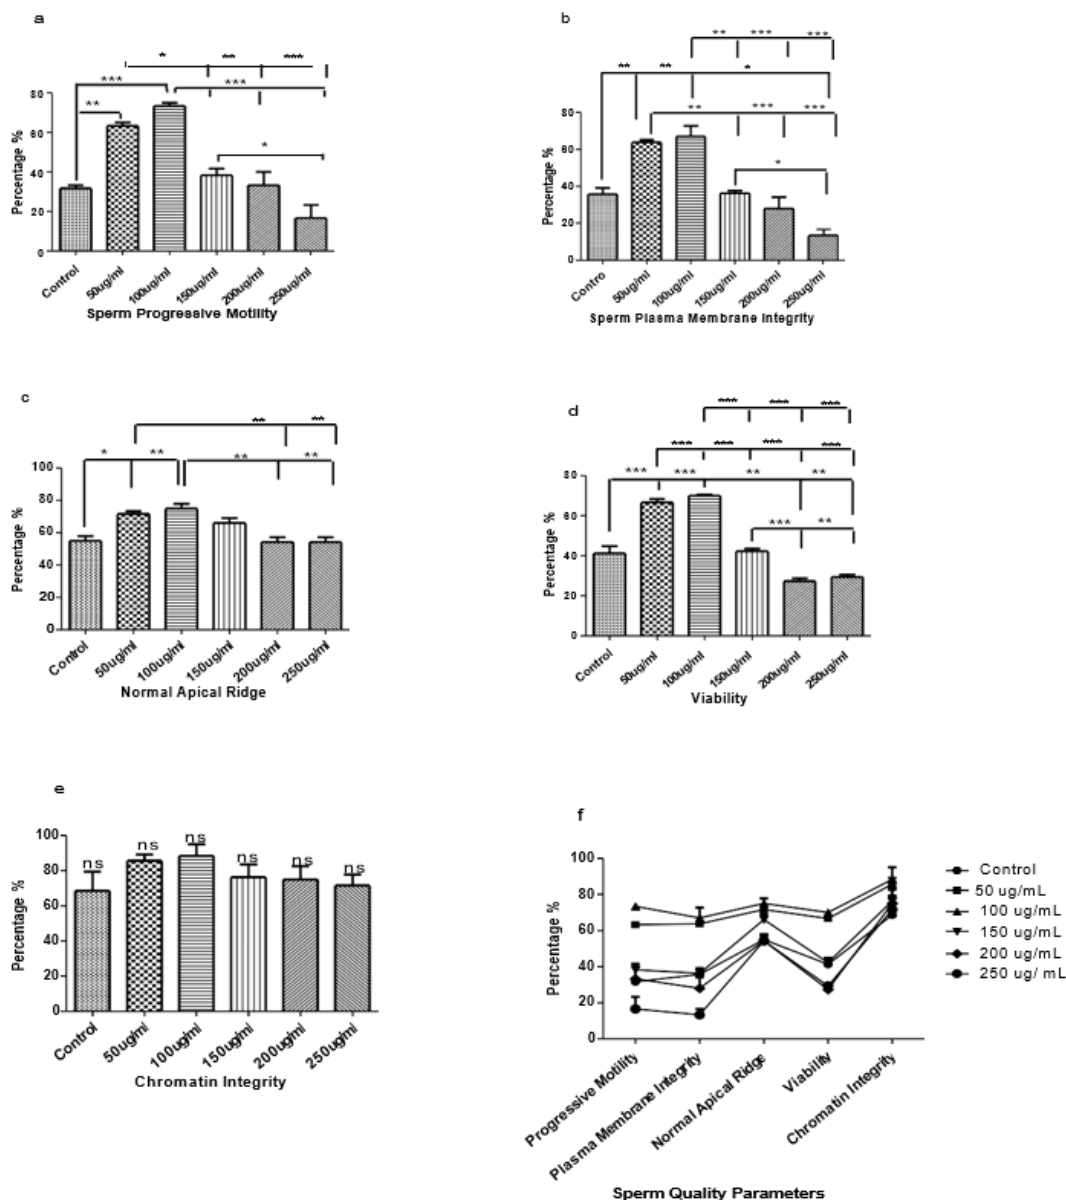 a
* ** ***
*** ***
**
*
Percentage %
80
60
40
20
0
Control 50ug/ml 100ug/ml 150ug/ml 200ug/ml 250ug/ml
Sperm Progressive Motility
b
** *** ***
** ** *
** *** ***
*
Percentage %
80
60
40
20
0
Contro 50ug/ml 100ug/ml 150ug/ml 200ug/ml 250ug/ml
Sperm Plasma Membrane Integrity
c
** **
* ** ** **
Percentage %
100
80
60
40
20
0
Control 50ug/ml 100ug/ml 150ug/ml 200ug/ml 250ug/ml
Normal Apical Ridge
d
*** *** *** ***
*** *** *** ***
*** *** ** **
*** **
Percentage %
80
60
40
20
0
Control 50ug/ml 100ug/ml 150ug/ml 200ug/ml 250ug/ml
Viability
e
ns ns ns ns ns ns
Percentage %
100
80
60
40
20
0
Control 50ug/ml 100ug/ml 150ug/ml 200ug/ml 250ug/ml
Chromatin Integrity
f
Percentage %
100
80
60
40
20
0
Progressive Motility
Plasma Membrane Integrity
Normal Apical Ridge
Viability
Chromatin Integrity
Sperm Quality Parameters
Control
50 ug/mL
100 ug/mL
150 ug/mL
200 ug/mL
250 ug/ mL